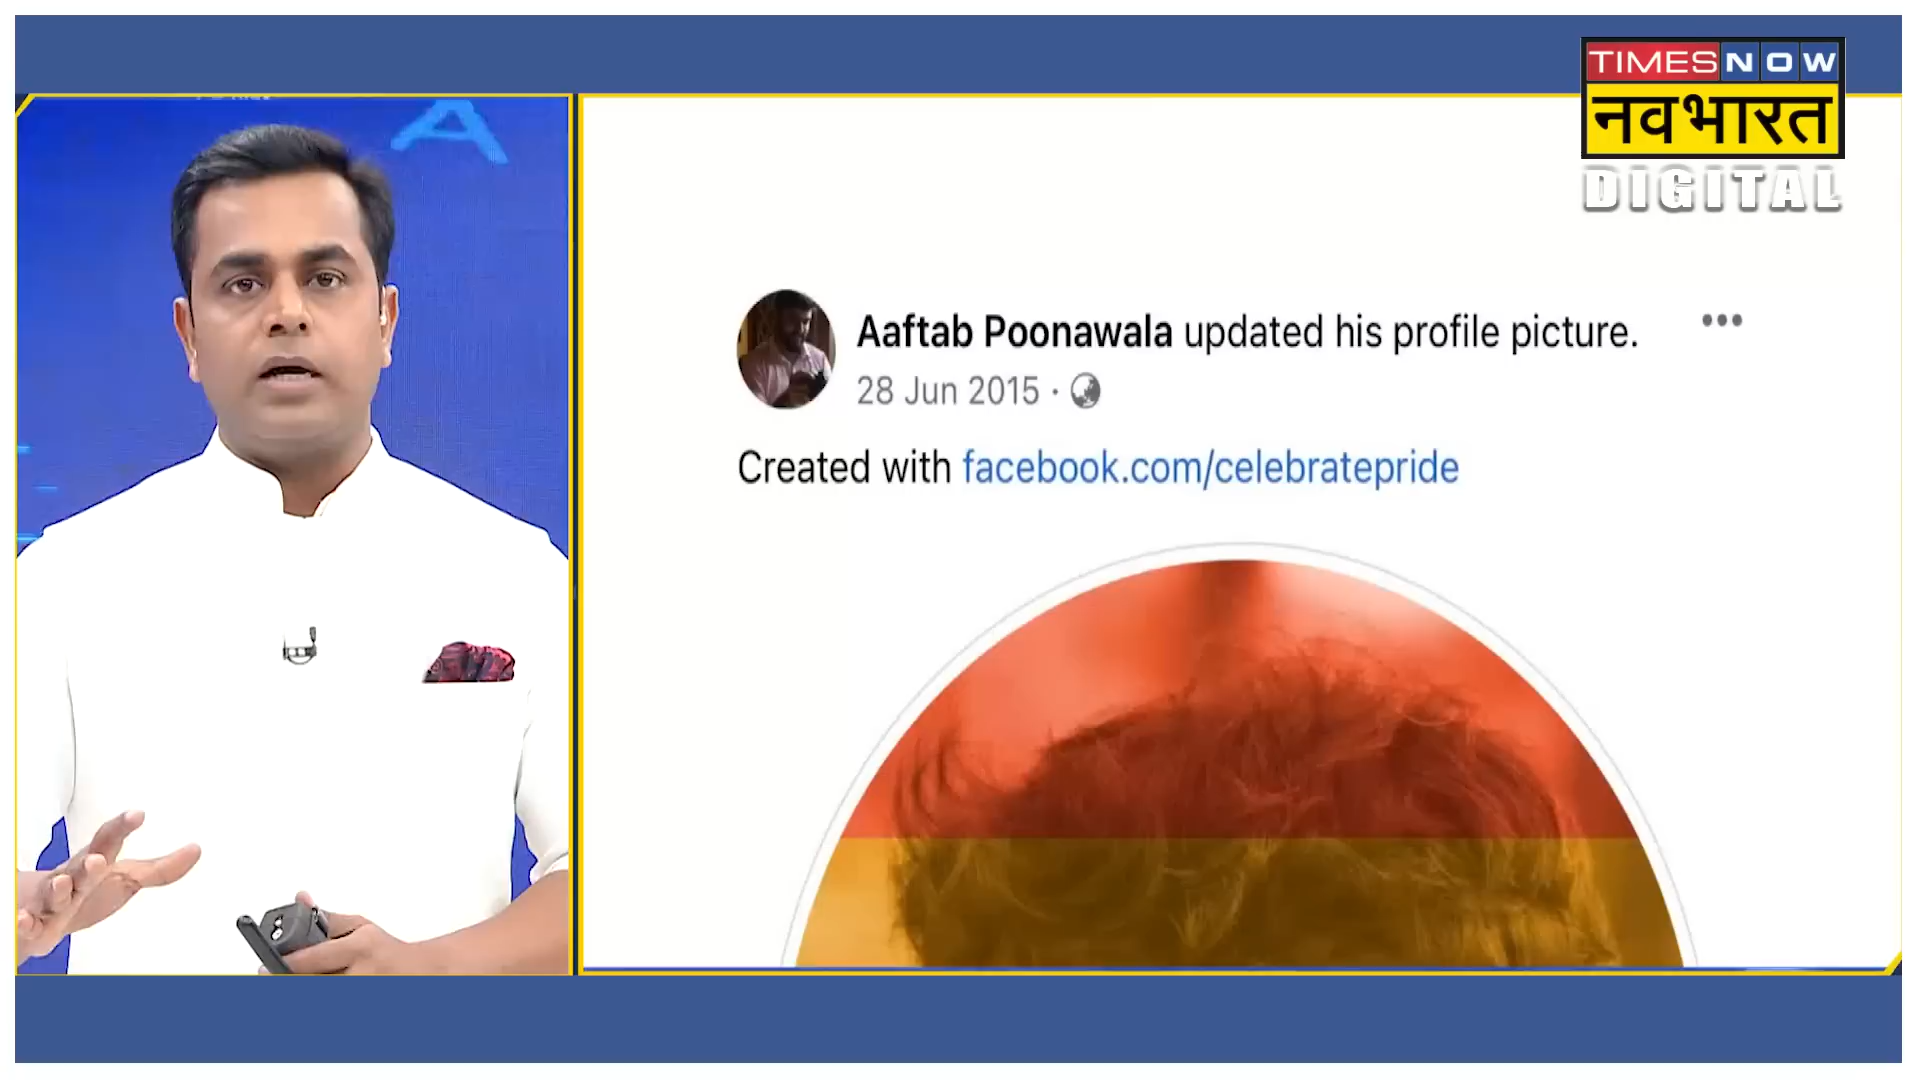 TIMES NOW
नवभारत
DIGITAL
A
Aaftab Poonawala updated his profile picture.
28 Jun 2015 ·
Created with facebook.com/celebratepride